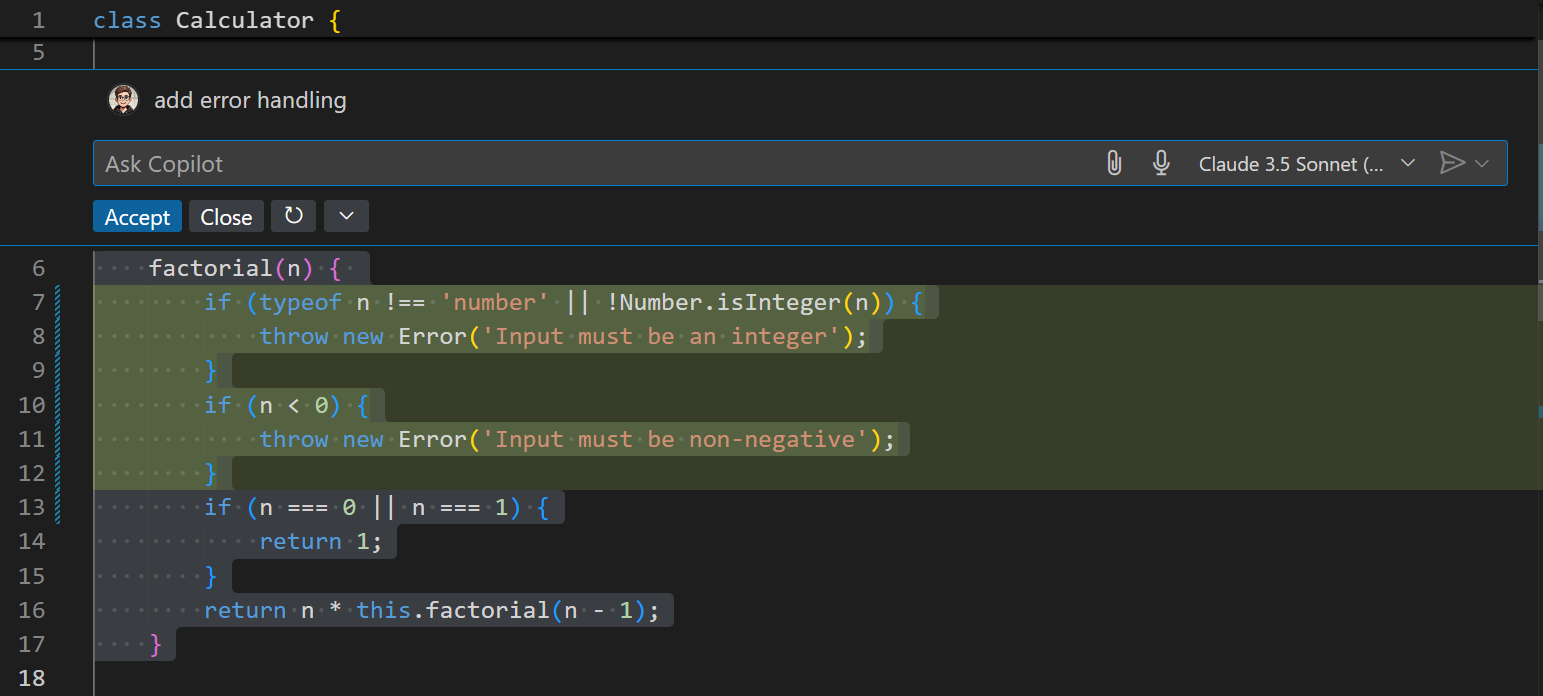 1 class Calculator {
5
add error handling
Ask Copilot Claude 3.5 Sonnet (...
Accept Close
6 factorial(n) {
7 if (typeof n !== 'number' || !Number.isInteger(n)) {
8 throw new Error('Input must be an integer');
9 }
10 if (n < 0) {
11 throw new Error('Input must be non-negative');
12 }
13 if (n === 0 || n === 1) {
14 return 1;
15 }
16 return n * this.factorial(n - 1);
17 }
18